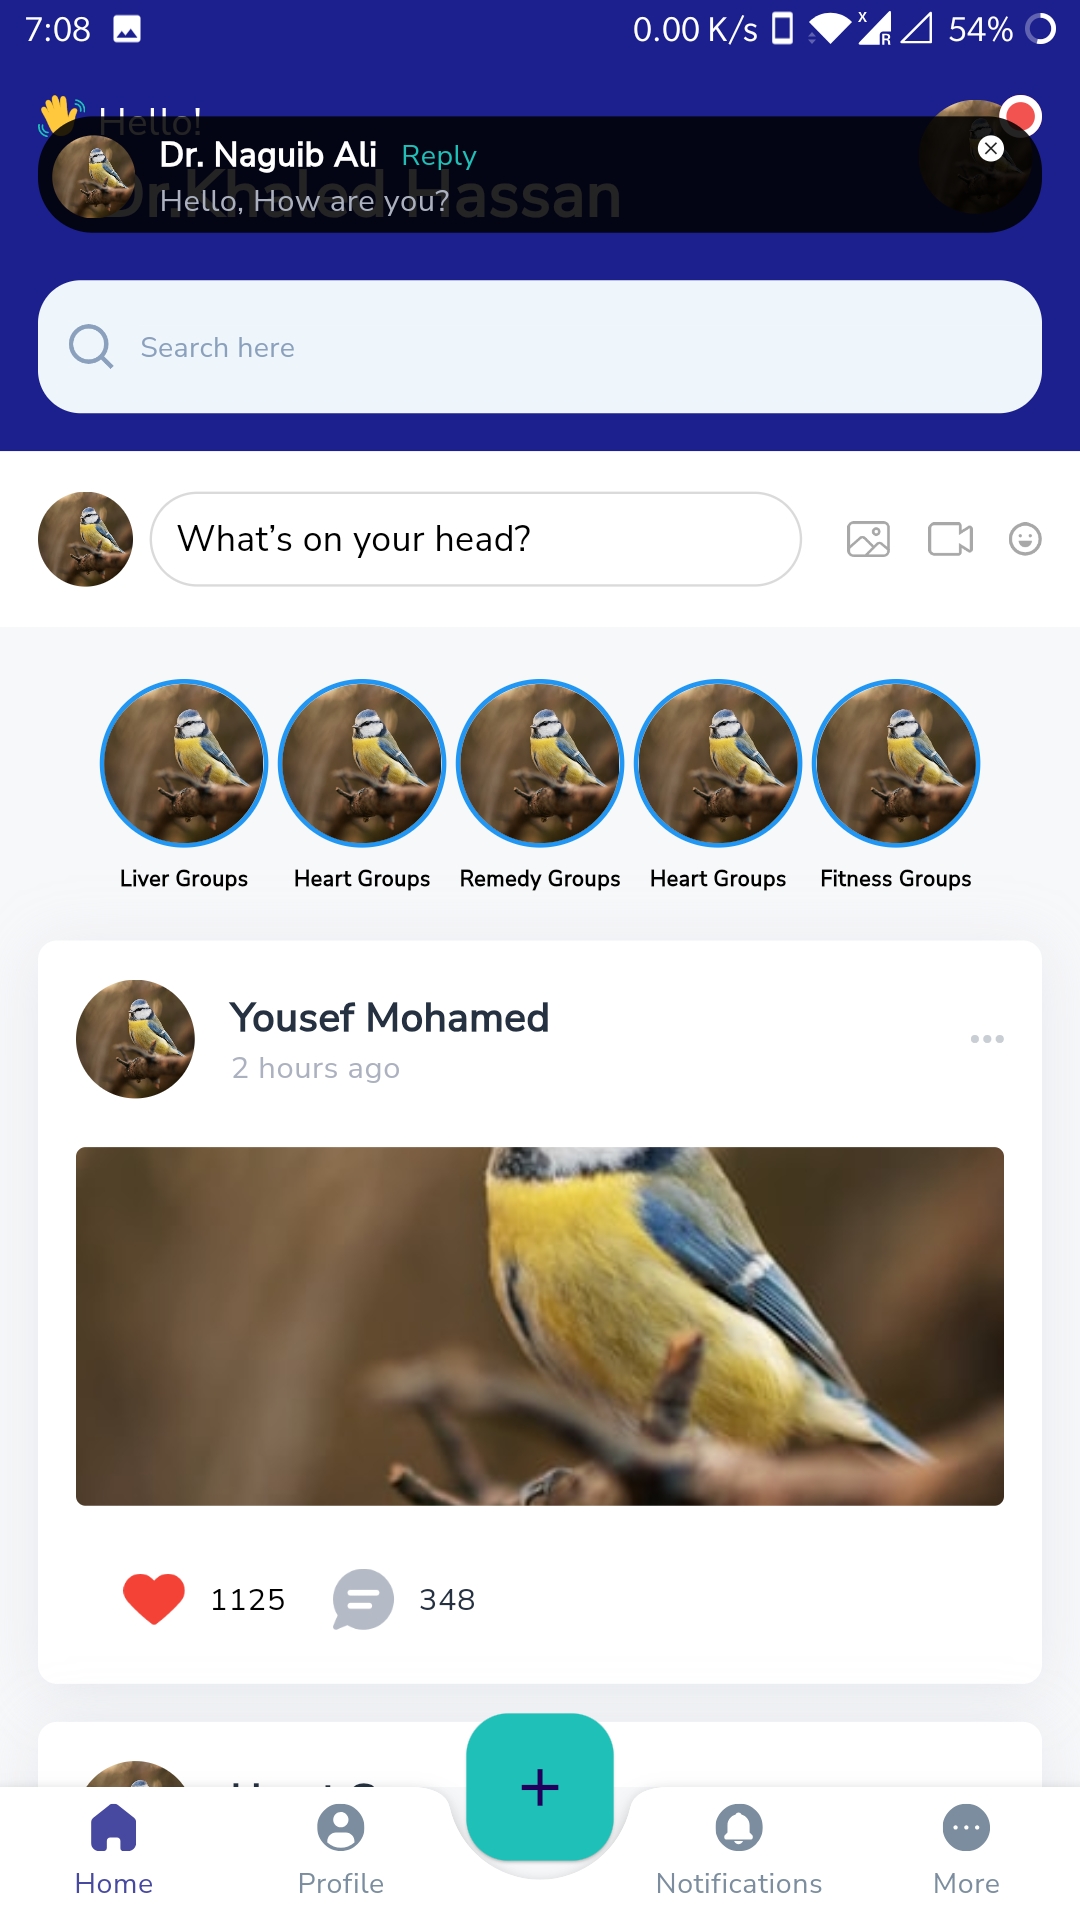 7:08 0.00 K/s X R 54%
Hello!
Dr. Naguib Ali Reply
Dr.Khaled Hassan
Hello, How are you?
Search here
What’s on your head?
Liver Groups Heart Groups Remedy Groups Heart Groups Fitness Groups
Yousef Mohamed
2 hours ago
1125 348
Home Profile Notifications More